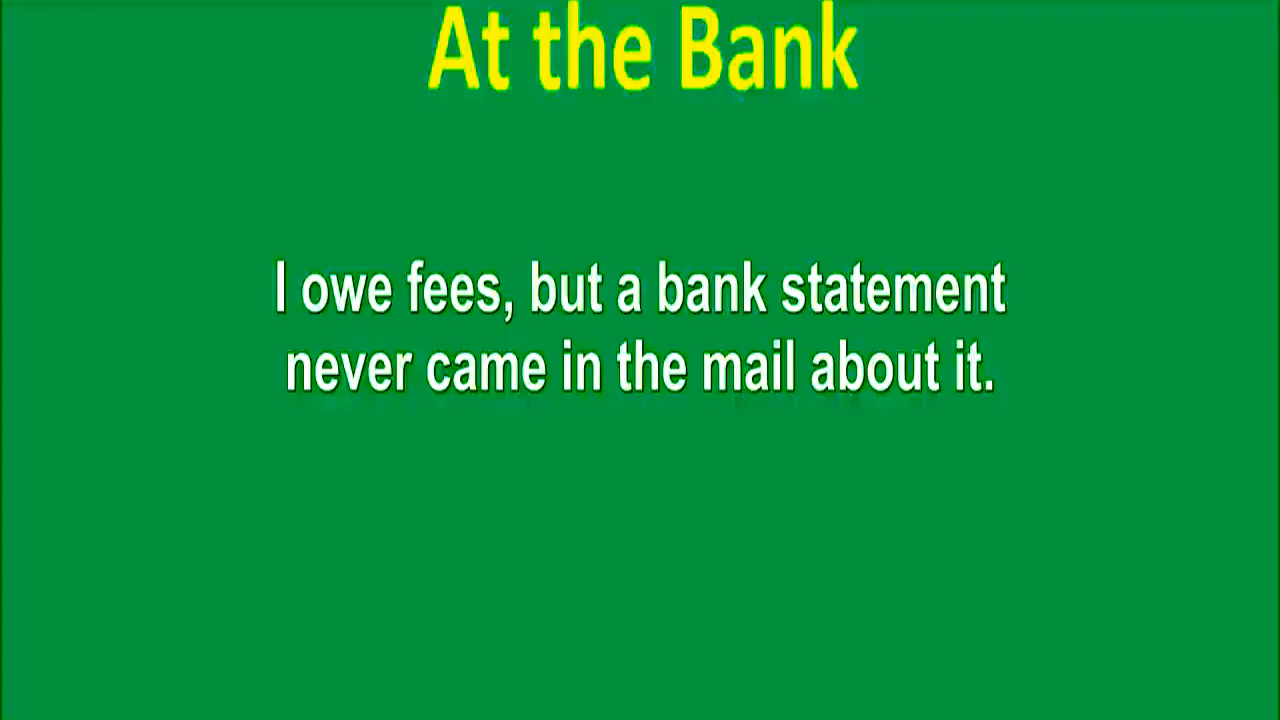 At the Bank
I owe fees, but a bank statement
never came in the mail about it.